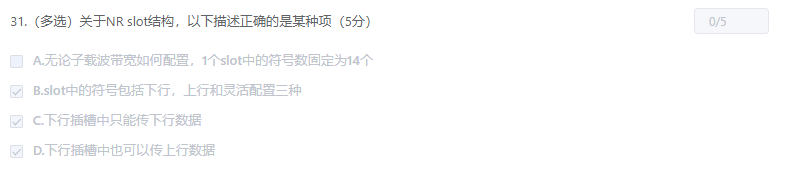 31.（多选）关于NR slot结构，以下描述正确的是某种项（5分）
0/5
A.无论子载波带宽如何配置，1个slot中的符号数固定为14个
B.slot中的符号包括下行，上行和灵活配置三种
C.下行插槽中只能传下行数据
D.下行插槽中也可以传上行数据